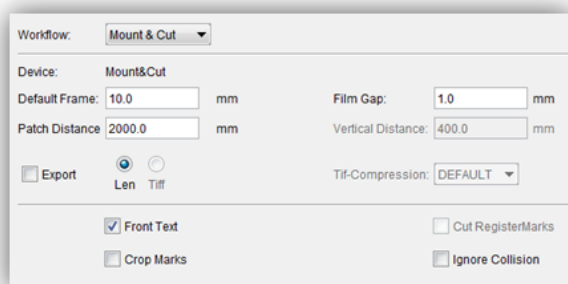 Workflow: Mount & Cut
Device: Mount&Cut
Default Frame: 10.0 mm Film Gap: 1.0 mm
Patch Distance 2000.0 mm Vertical Distance: 400.0 mm
Export Len Tiff Tif-Compression: DEFAULT
Front Text Cut RegisterMarks
Crop Marks Ignore Collision